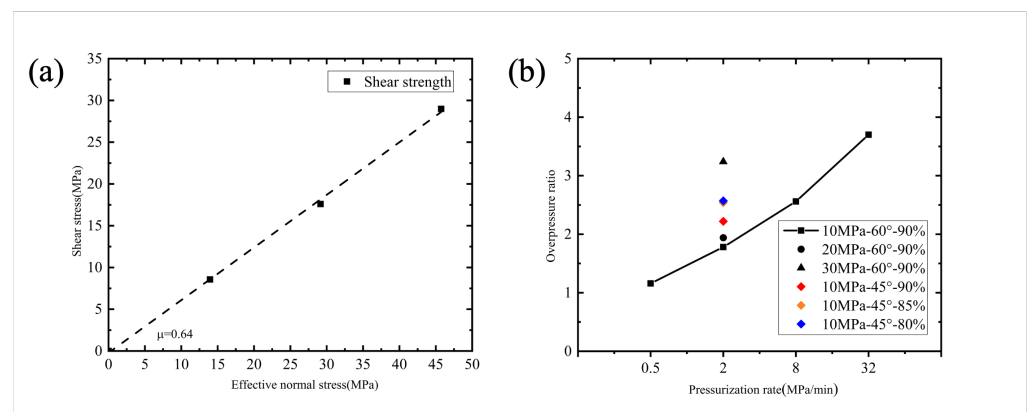 (a)
35
30
25
20
15
10
5
0
Shear stress(MPa)
Shear strength
μ=0.64
0 5 10 15 20 25 30 35 40 45 50
Effective normal stress(MPa)
(b)
5
4
3
2
1
0
Overpressure ratio
10MPa-60°-90%
20MPa-60°-90%
30MPa-60°-90%
10MPa-45°-90%
10MPa-45°-85%
10MPa-45°-80%
0.5 2 8 32
Pressurization rate(MPa/min)